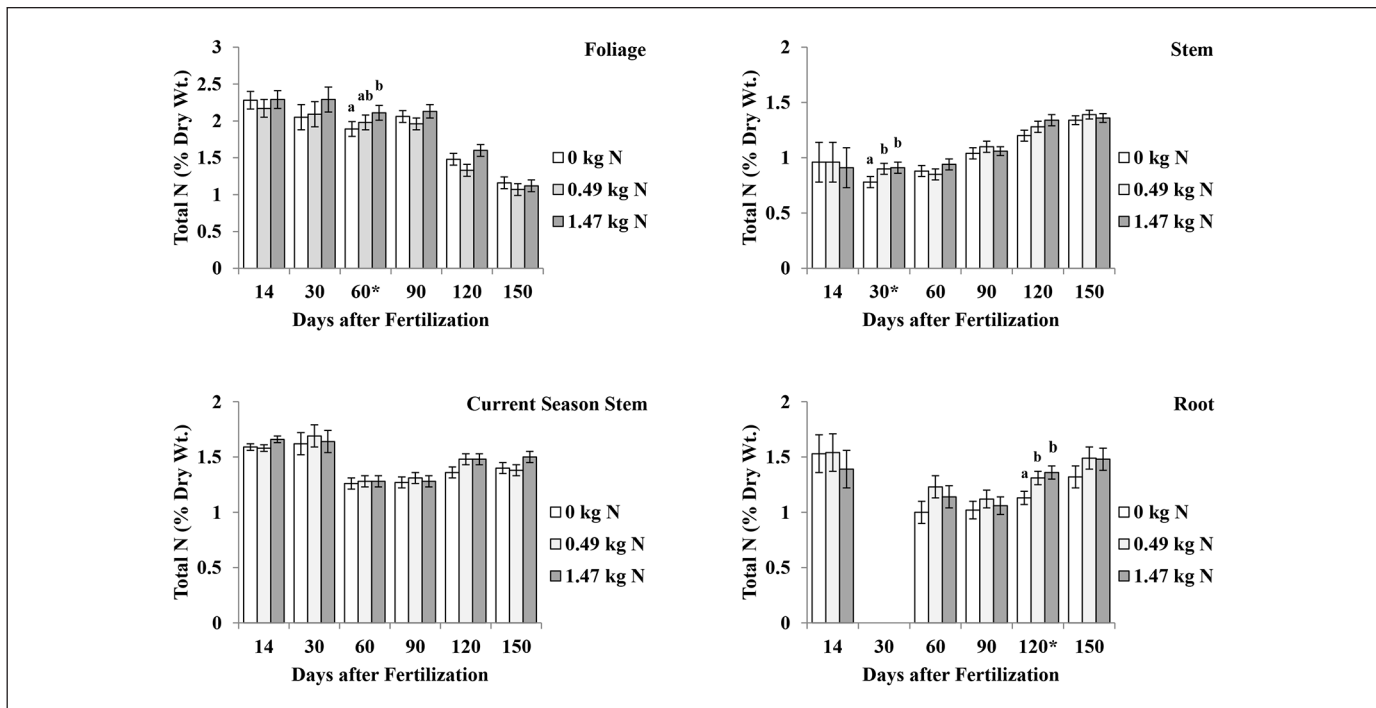 Foliage
3
2.5
2
1.5
1
0.5
0
Total N (% Dry Wt.)
a ab b
14 30 60* 90 120 150
Days after Fertilization
0 kg N
0.49 kg N
1.47 kg N
Stem
2
1.5
1
0.5
0
Total N (% Dry Wt.)
a b b
14 30* 60 90 120 150
Days after Fertilization
0 kg N
0.49 kg N
1.47 kg N
Current Season Stem
2
1.5
1
0.5
0
Total N (% Dry Wt.)
14 30 60 90 120 150
Days after Fertilization
0 kg N
0.49 kg N
1.47 kg N
Root
2
1.5
1
0.5
0
Total N (% Dry Wt.)
a b b
14 30 60 90 120* 150
Days after Fertilization
0 kg N
0.49 kg N
1.47 kg N